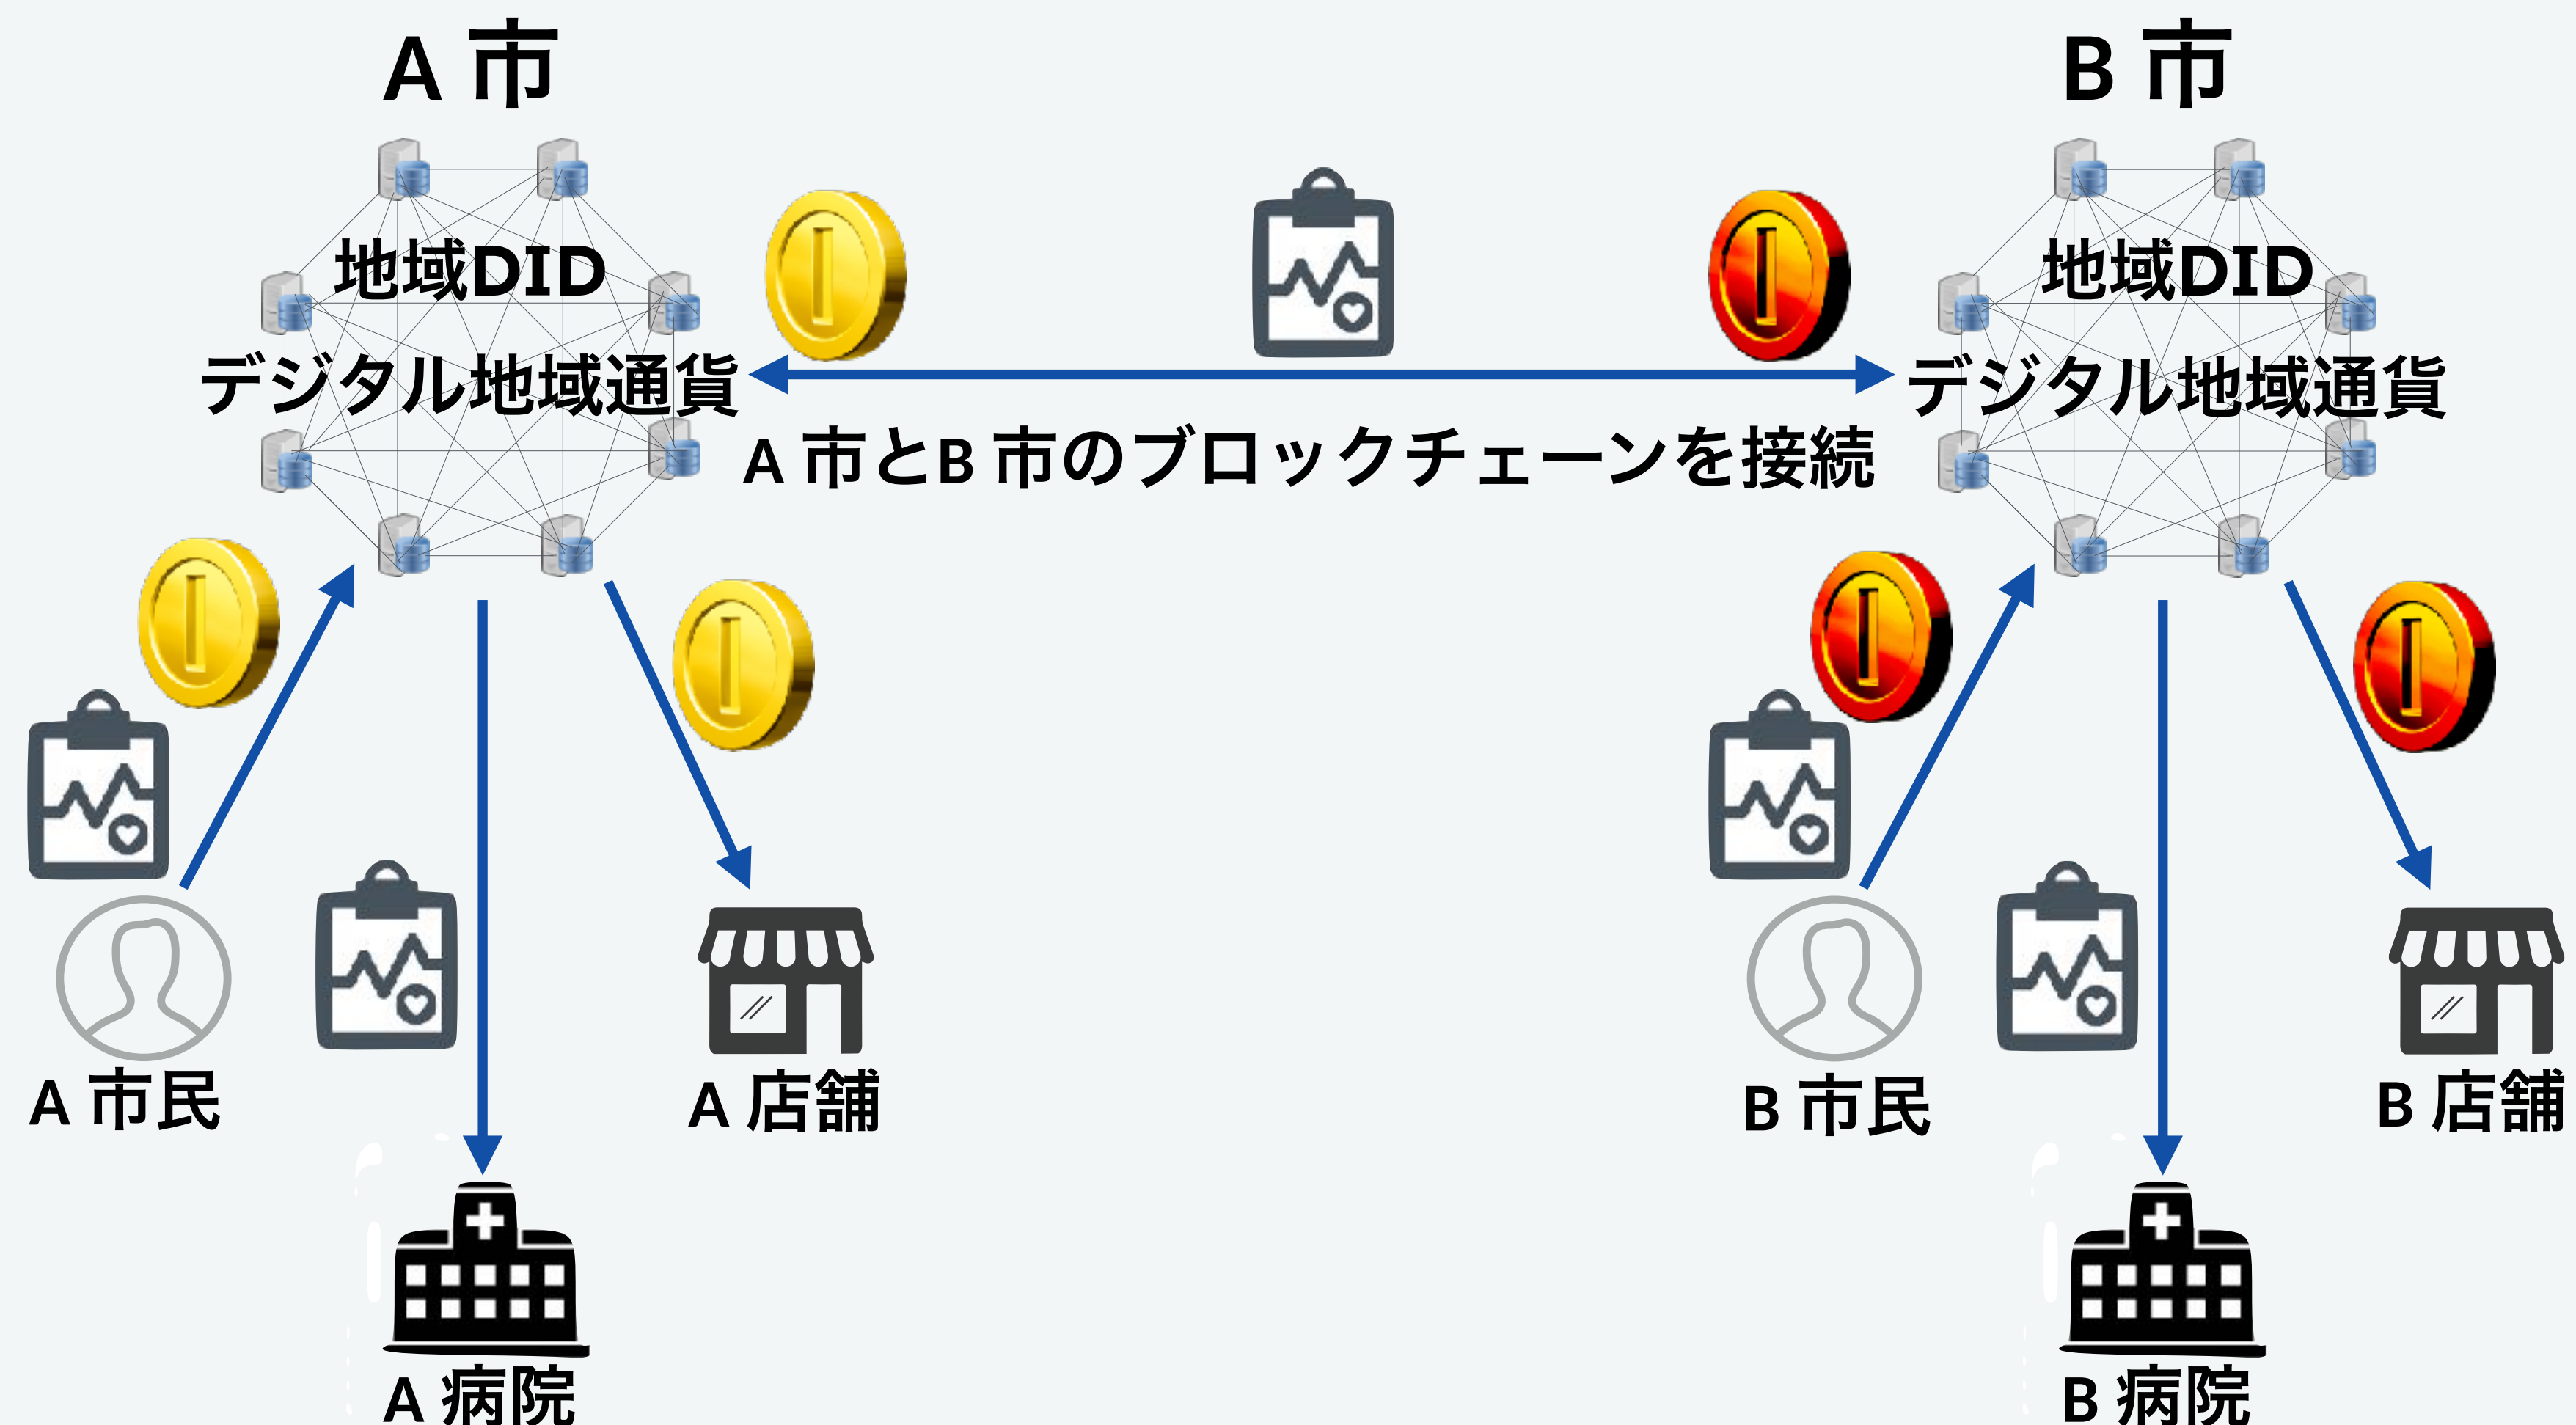 A 市
B 市
地域DID
デジタル地域通貨
地域DID
デジタル地域通貨
A 市とB 市のブロックチェーンを接続
A 市民
A 店舗
B 市民
B 店舗
A 病院
B 病院